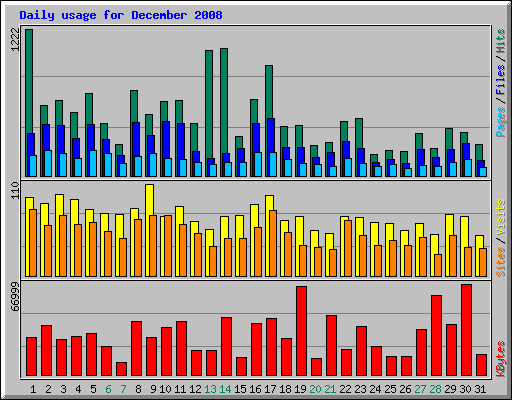 Daily usage for December 2008
1222
Pages / Files / Hits
110
Sites / Visits
66999
KBytes
1 2 3 4 5 6 7 8 9 10 11 12 13 14 15 16 17 18 19 20 21 22 23 24 25 26 27 28 29 30 31